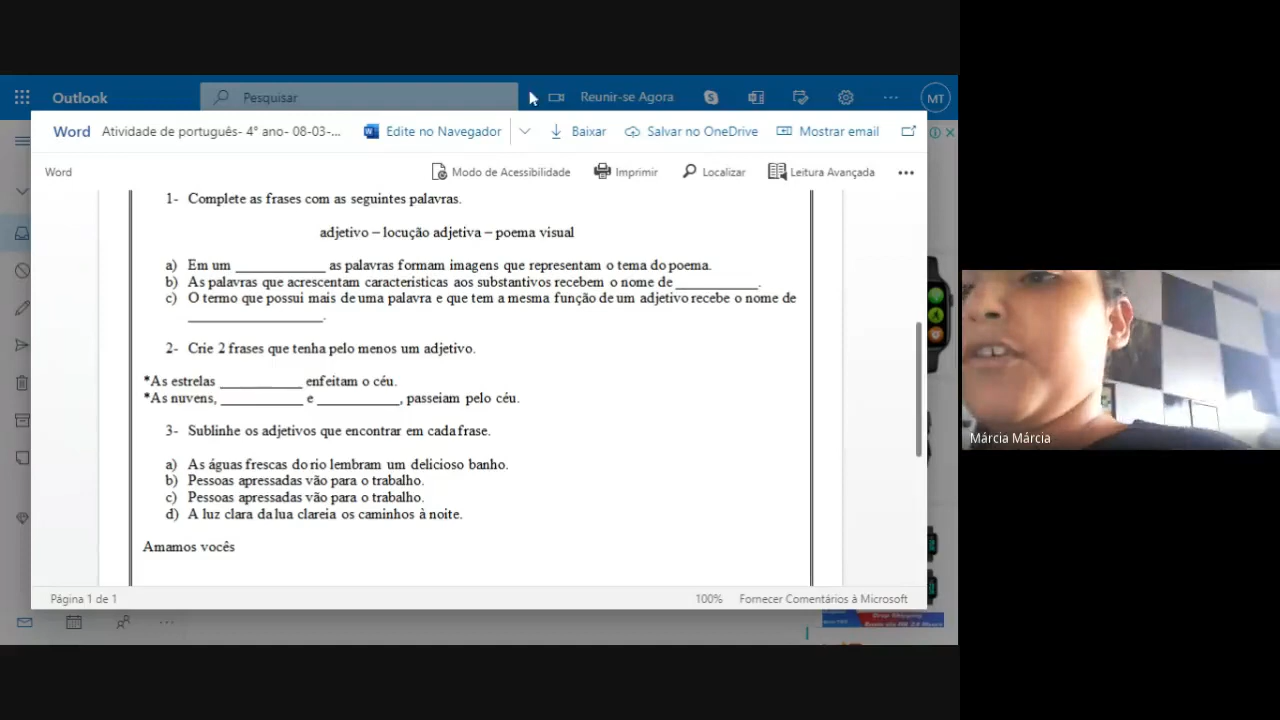 Outlook
Pesquisar
Reunir-se Agora
MT
Word
Atividade de português- 4° ano- 08-03-...
Edite no Navegador
Baixar
Salvar no OneDrive
Mostrar email
Word
Modo de Acessibilidade
Imprimir
Localizar
Leitura Avançada
1- Complete as frases com as seguintes palavras.
adjetivo – locução adjetiva – poema visual
a) Em um ____________ as palavras formam imagens que representam o tema do poema.
b) As palavras que acrescentam características aos substantivos recebem o nome de ___________.
c) O termo que possui mais de uma palavra e que tem a mesma função de um adjetivo recebe o nome de
__________________.
2- Crie 2 frases que tenha pelo menos um adjetivo.
*As estrelas ___________ enfeitam o céu.
*As nuvens, ___________ e ___________, passeiam pelo céu.
3- Sublinhe os adjetivos que encontrar em cada frase.
a) As águas frescas do rio lembram um delicioso banho.
b) Pessoas apressadas vão para o trabalho.
c) Pessoas apressadas vão para o trabalho.
d) A luz clara da lua clareia os caminhos à noite.
Amamos vocês
Página 1 de 1
100%
Fornecer Comentários à Microsoft
Márcia Márcia